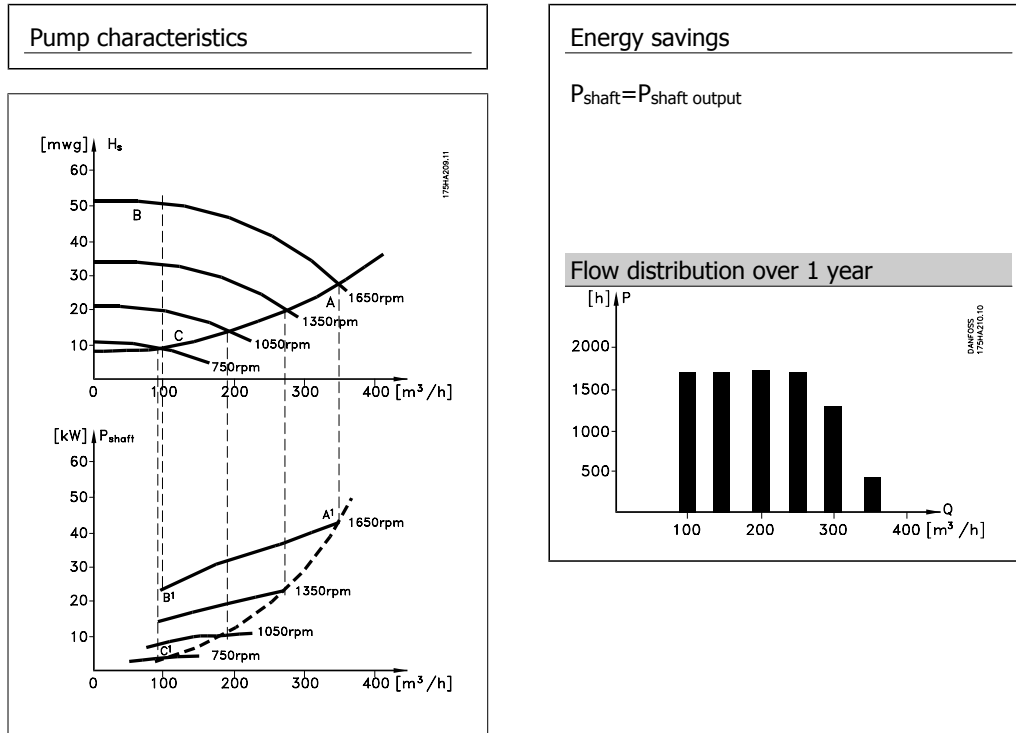 Pump characteristics
[mwg] Hs
60
50
40
30
20
10
B
A
C
1650rpm
1350rpm
1050rpm
750rpm
0 100 200 300 400 [m³/h]
175HA209.11
[kW] Pshaft
60
50
40
30
20
10
A¹
1650rpm
B¹
1350rpm
1050rpm
C¹
750rpm
0 100 200 300 400 [m³/h]
Energy savings
Pshaft=Pshaft output
Flow distribution over 1 year
[h] P
2000
1500
1000
500
100 200 300 400 [m³/h]
Q
DANFOSS
175HA210.10